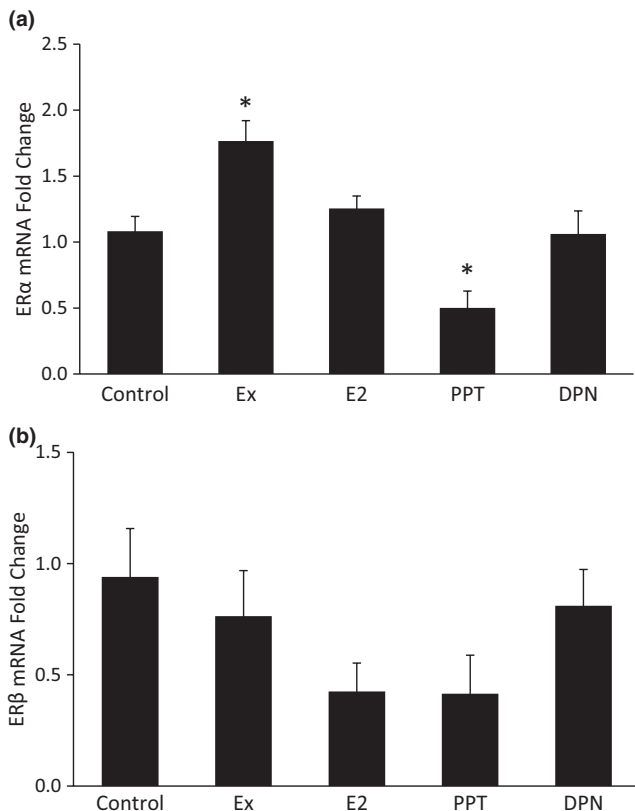 (a)
2.5
2.0
1.5
1.0
0.5
0.0
ERα mRNA Fold Change
*
*
Control Ex E2 PPT DPN
(b)
1.5
1.0
0.5
0.0
ERβ mRNA Fold Change
Control Ex E2 PPT DPN